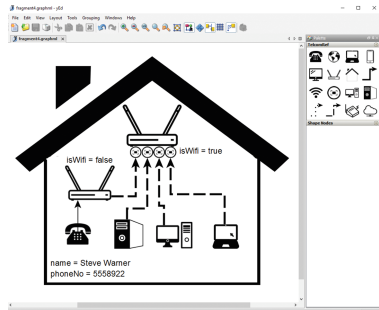 fragment4.graphml - yEd
File Edit View Layout Tools Grouping Windows Help
fragment4.graphml
Palette
TelecomDsl
isWifi = false
isWifi = true
name = Steve Warner
phoneNo = 5558922
Shape Nodes